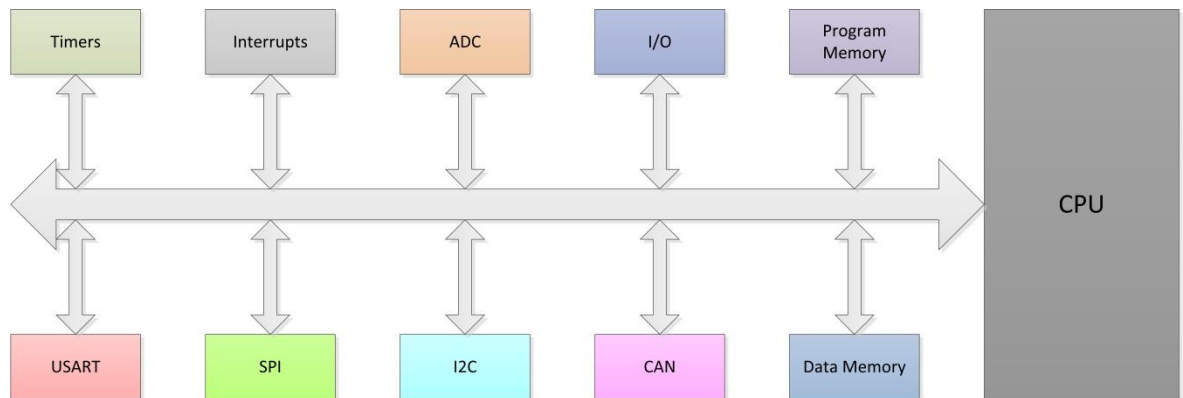 Timers
Interrupts
ADC
I/O
Program
Memory
CPU
USART
SPI
I2C
CAN
Data Memory